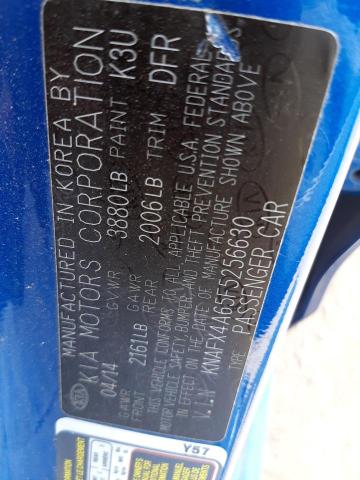 MANUFACTURED IN KOREA BY
KIA MOTORS CORPORATION
04/14 GVWR 3880LB PAINT K3U
GAWR FRONT 2161LB GAWR REAR 2006LB TRIM DFR
THIS VEHICLE CONFORMS TO ALL APPLICABLE U.S.A. FEDERAL
MOTOR VEHICLE SAFETY, BUMPER, AND THEFT PREVENTION STANDARDS
IN EFFECT ON THE DATE OF MANUFACTURE SHOWN ABOVE
V.I.N KNAFX4A65F5256630
TYPE PASSENGER CAR
KIA
Y57